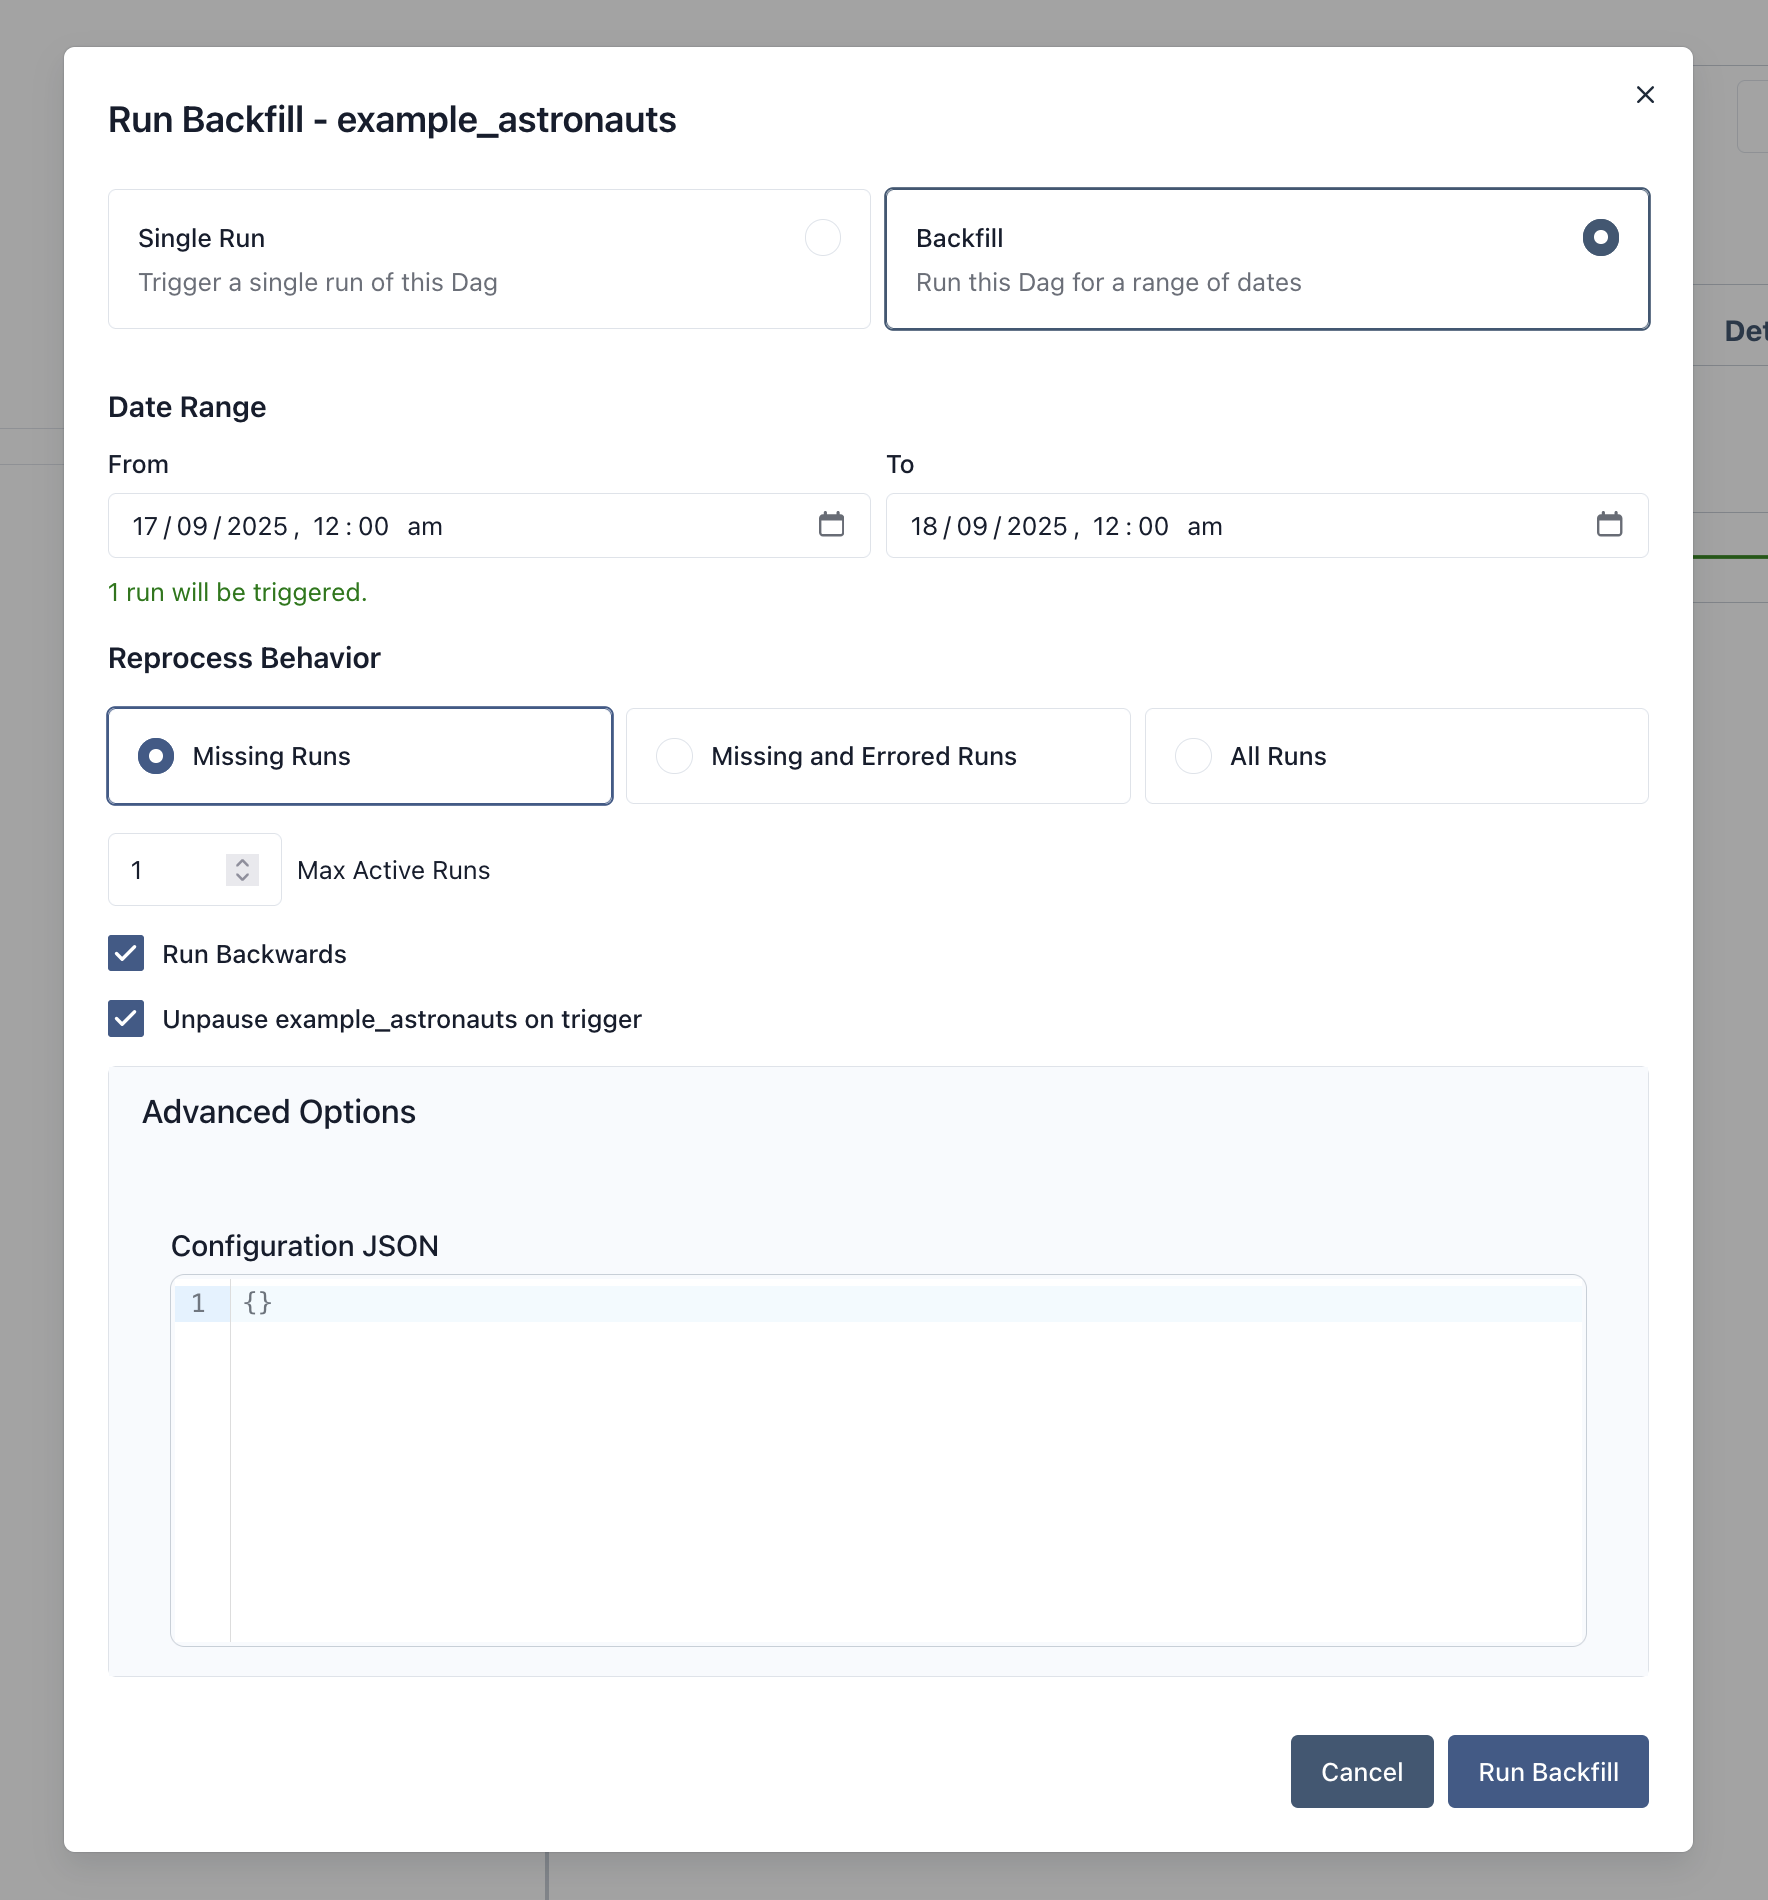 Run Backfill - example_astronauts
Single Run
Trigger a single run of this Dag
Backfill
Run this Dag for a range of dates
Date Range
From
To
17/09/2025, 12:00 am
18/09/2025, 12:00 am
1 run will be triggered.
Reprocess Behavior
Missing Runs
Missing and Errored Runs
All Runs
1
Max Active Runs
Run Backwards
Unpause example_astronauts on trigger
Advanced Options
Configuration JSON
1 {}
Cancel
Run Backfill